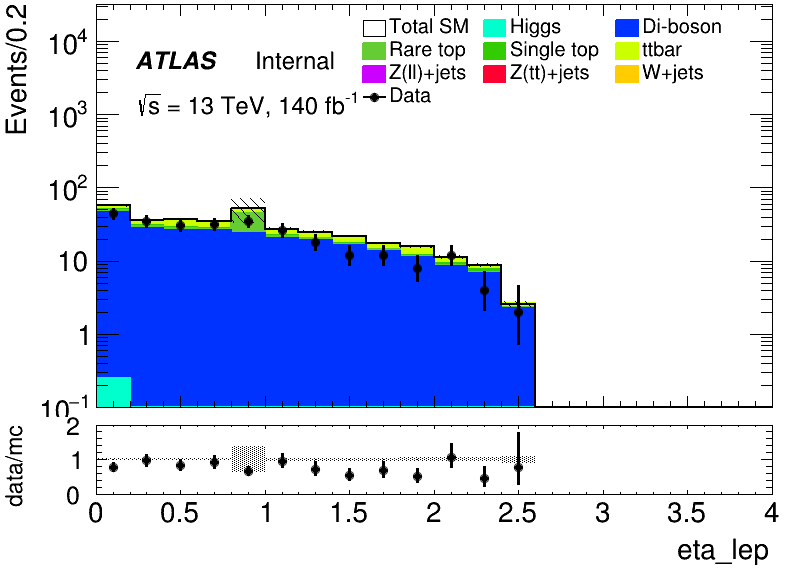 Events/0.2
10⁴
10³
10²
10
1
10⁻¹
ATLAS Internal
√s = 13 TeV, 140 fb⁻¹
Total SM Higgs Di-boson
Rare top Single top ttbar
Z(ll)+jets Z(tt)+jets W+jets
Data
data/mc
2
1
0
0 0.5 1 1.5 2 2.5 3 3.5 4
eta_lep